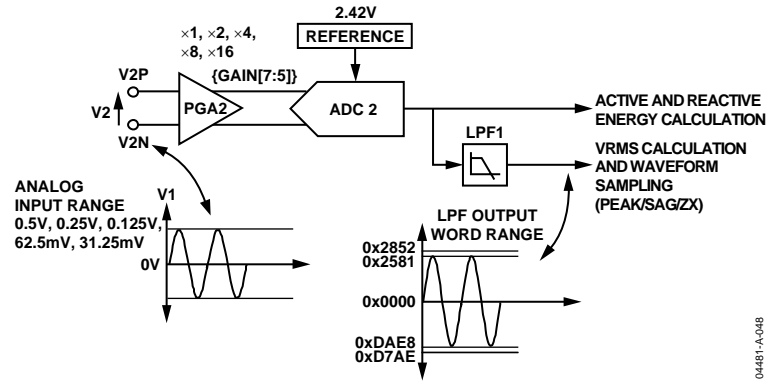 2.42V
REFERENCE
×1, ×2, ×4,
×8, ×16
{GAIN[7:5]}
V2P
V2
V2N
PGA2
ADC 2
ACTIVE AND REACTIVE
ENERGY CALCULATION
LPF1
VRMS CALCULATION
AND WAVEFORM
SAMPLING
(PEAK/SAG/ZX)
ANALOG
INPUT RANGE
0.5V, 0.25V, 0.125V,
62.5mV, 31.25mV
V1
0V
LPF OUTPUT
WORD RANGE
0x2852
0x2581
0x0000
0xDAE8
0xD7AE
04481-A-048